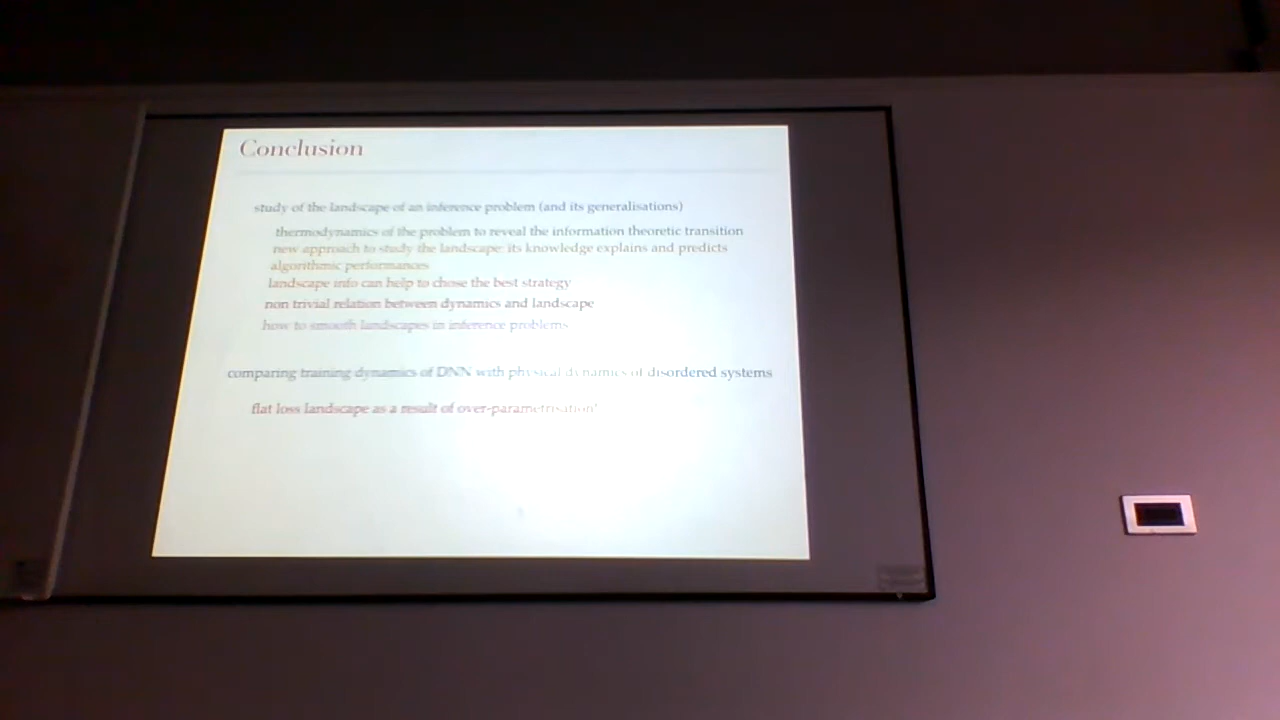 Conclusion
study of the landscape of an inference problem (and its generalisations)
thermodynamics of the problem to reveal the information theoretic transition
new approach to study the landscape: its knowledge explains and predicts
algorithmic performances
landscape info can help to chose the best strategy
non trivial relation between dynamics and landscape
how to smooth landscapes in inference problems
comparing training dynamics of DNN with physical dynamics of disordered systems
flat loss landscape as a result of over-parametrisation?